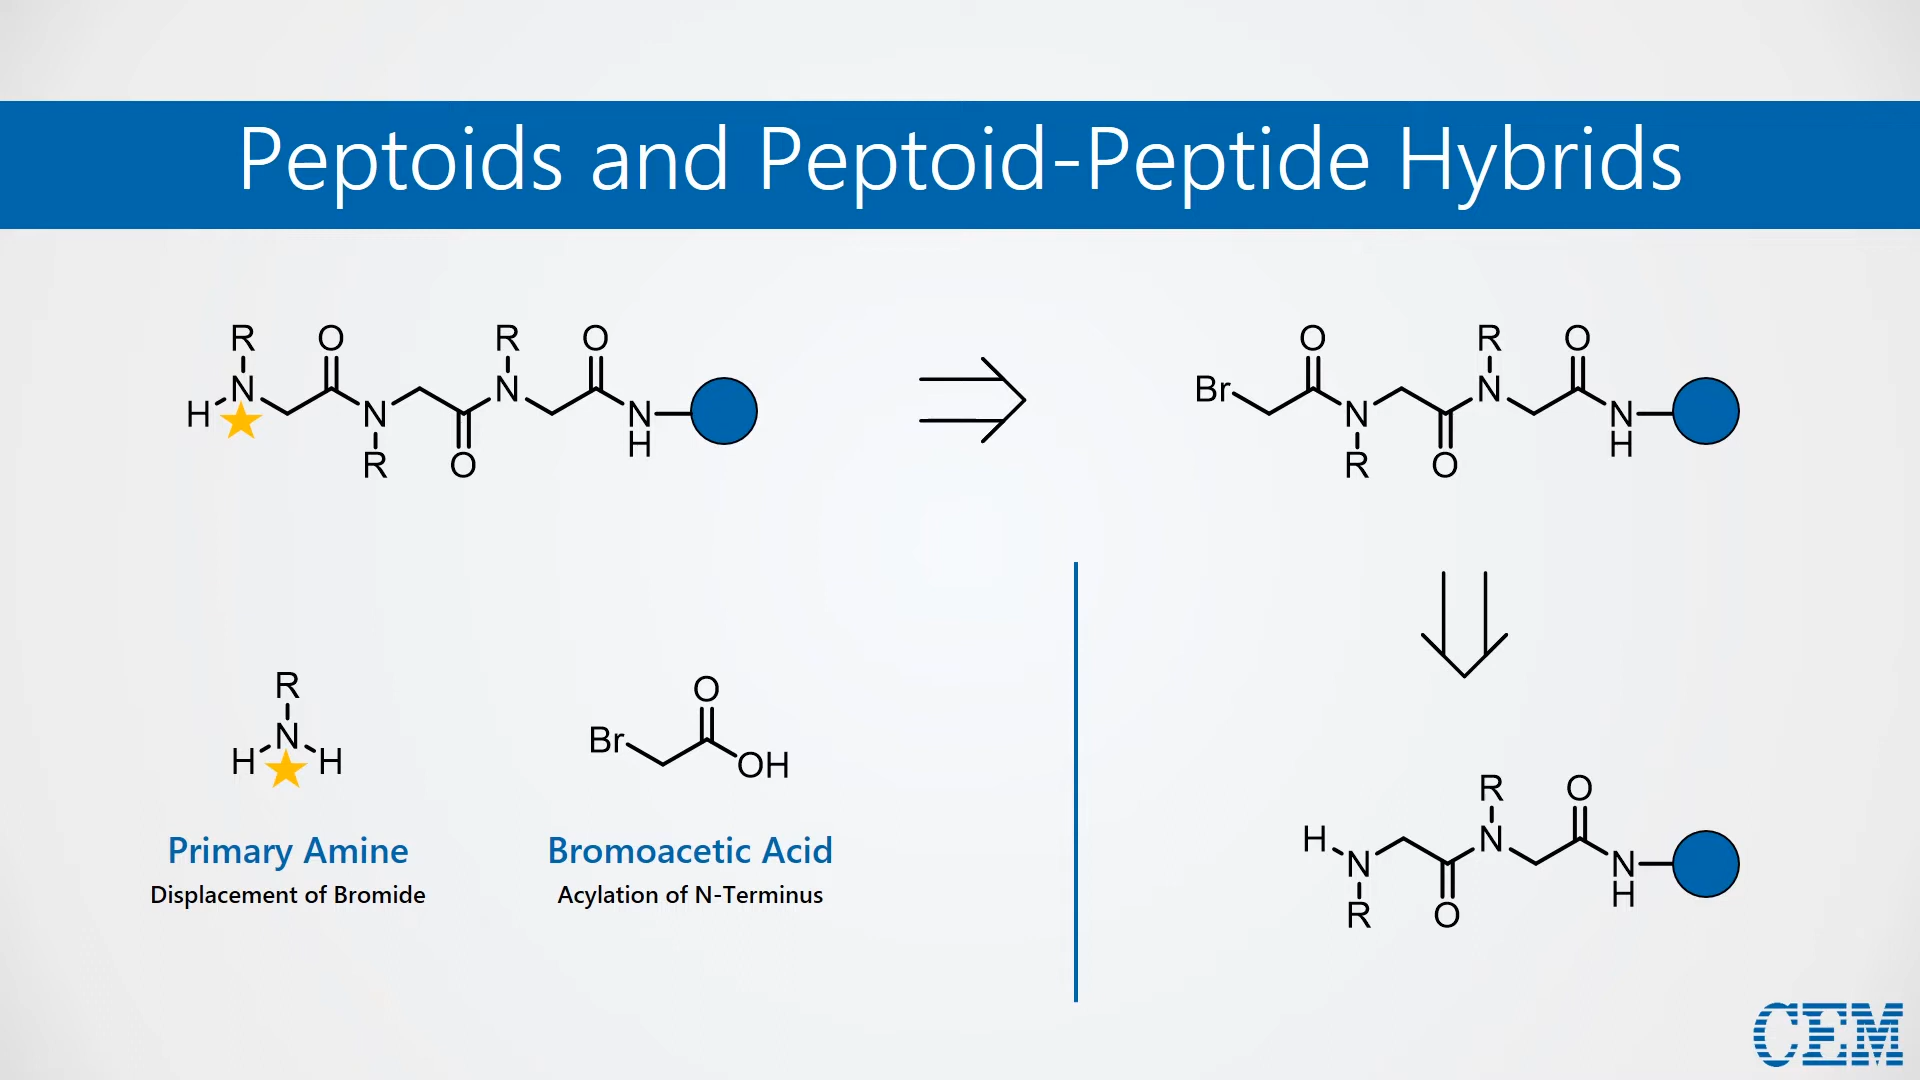 Peptoids and Peptoid-Peptide Hybrids
R O R O
H N N N N H
R O
Br O N R O N R O N H
R
H N H
Br O OH
Primary Amine
Displacement of Bromide
Bromoacetic Acid
Acylation of N-Terminus
R O
H N N N H
R O
CEM